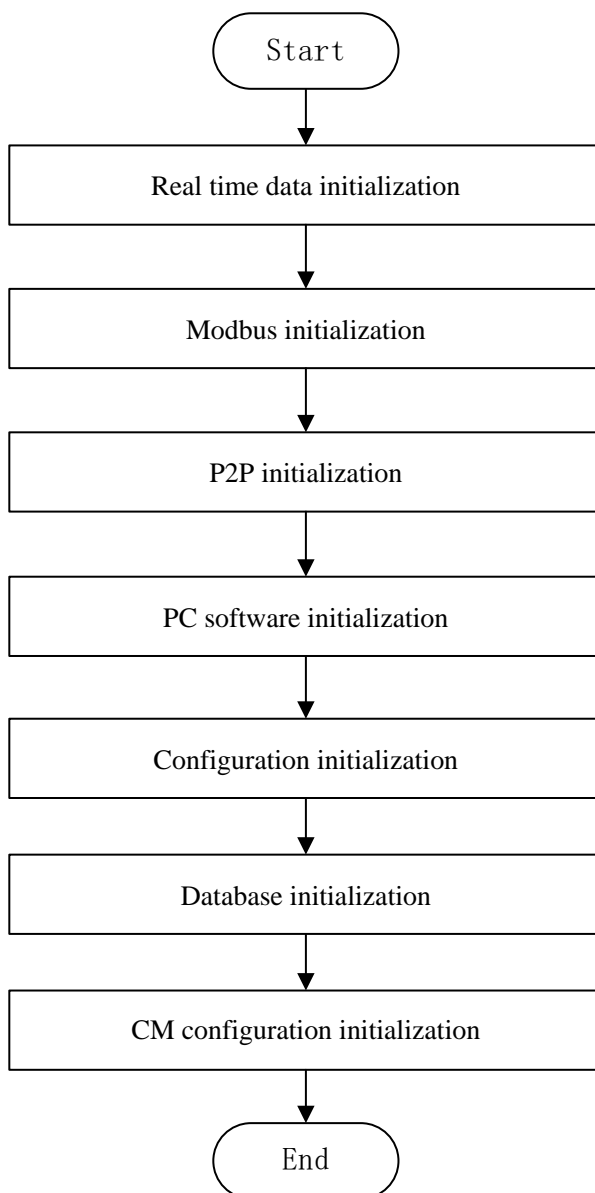 Start
Real time data initialization
Modbus initialization
P2P initialization
PC software initialization
Configuration initialization
Database initialization
CM configuration initialization
End